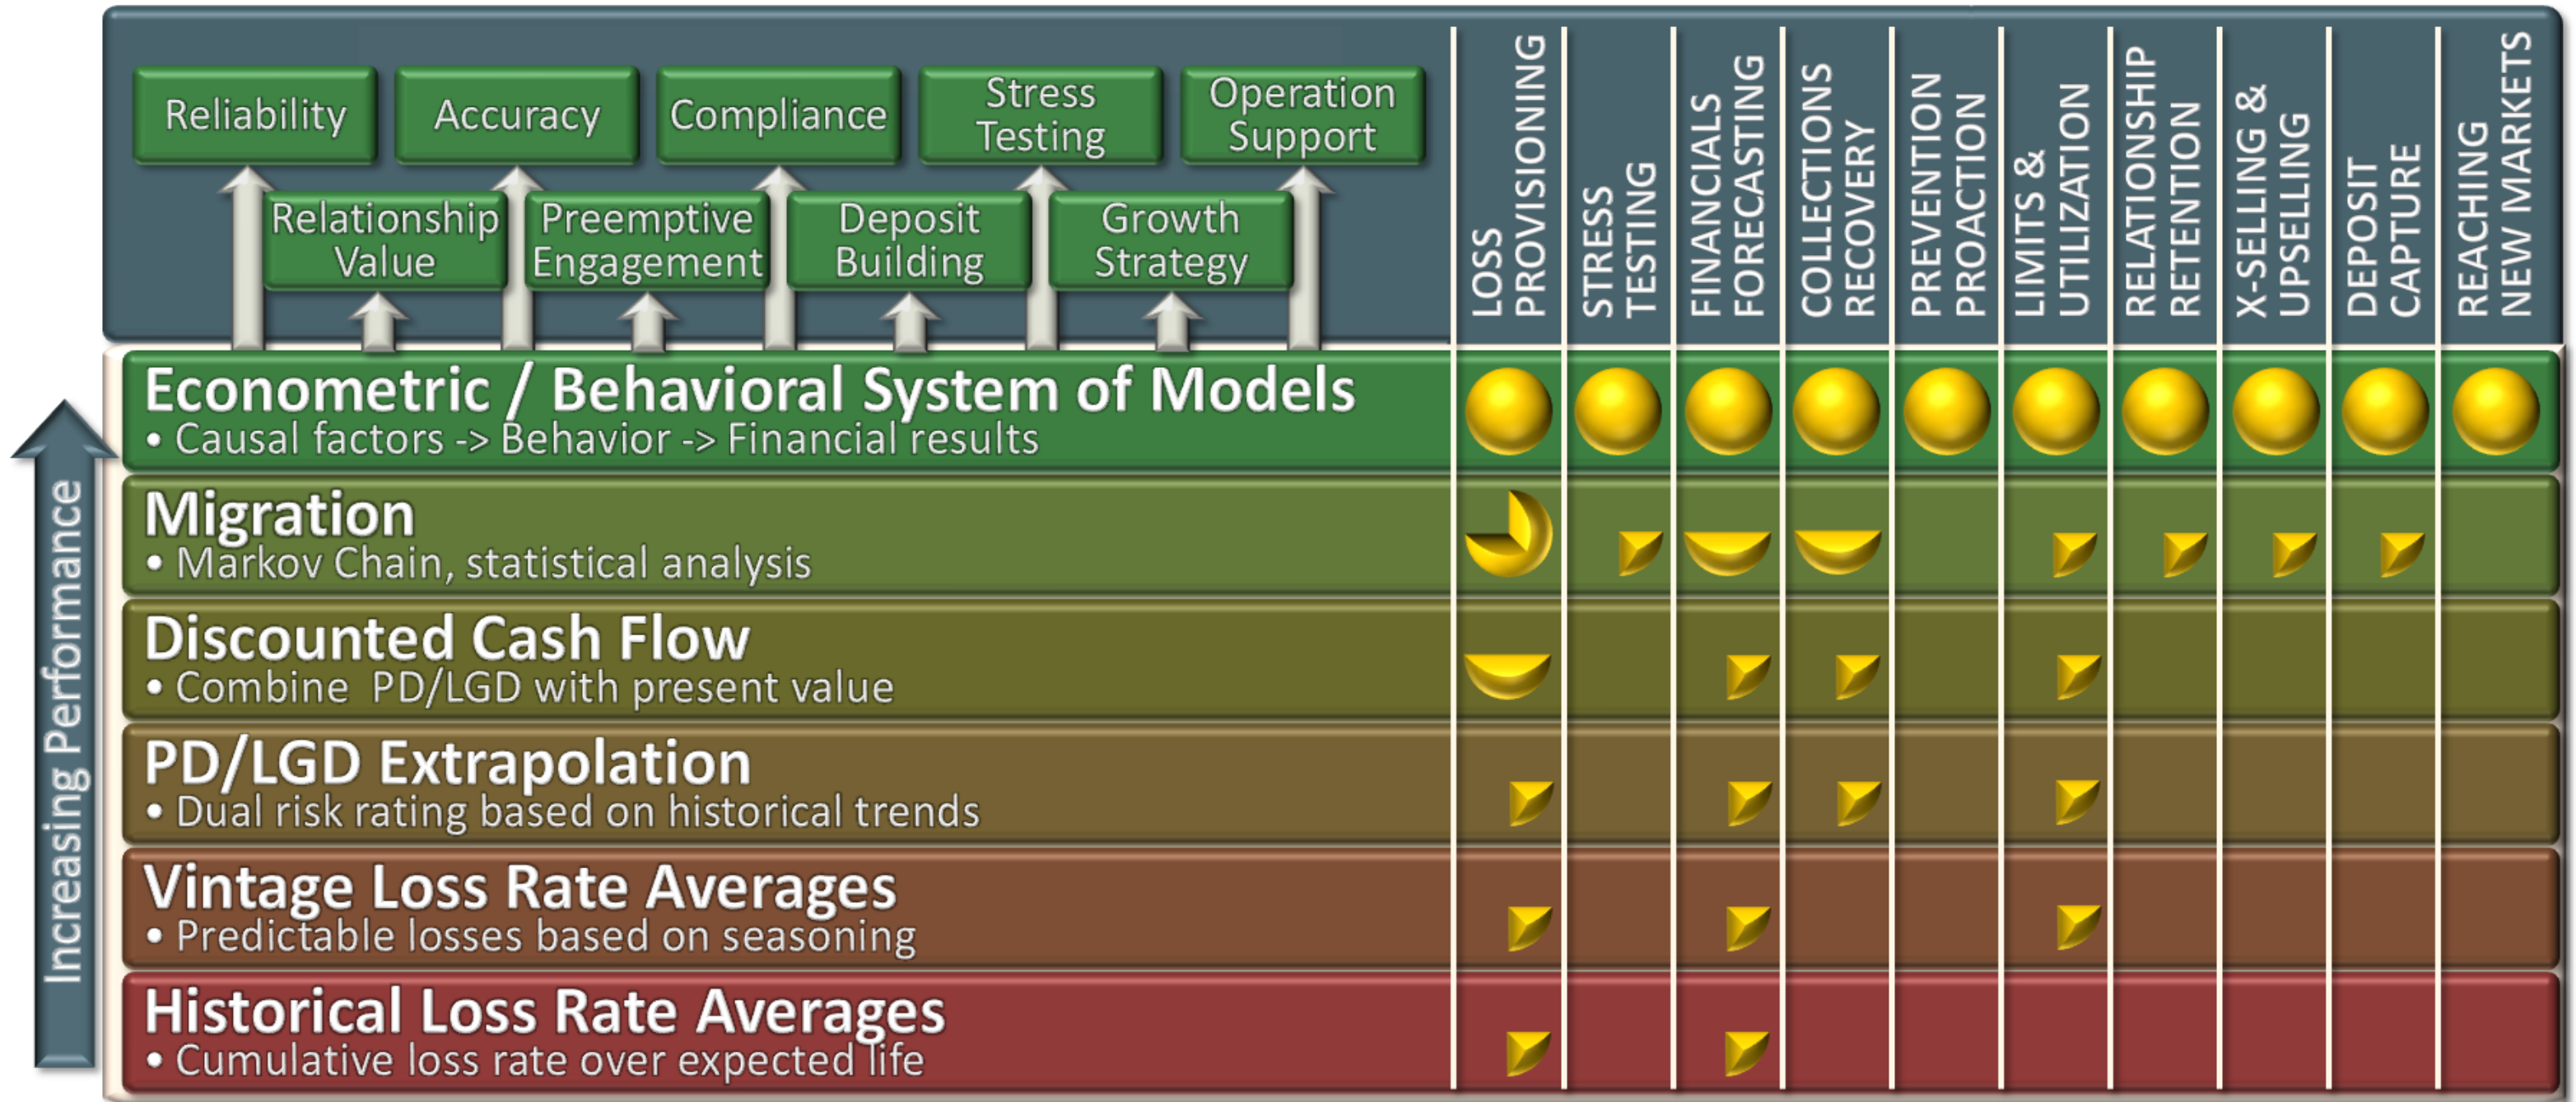 Reliability
Accuracy
Compliance
Stress
Testing
Operation
Support
Relationship
Value
Preemptive
Engagement
Deposit
Building
Growth
Strategy
LOSS
PROVISIONING
STRESS
TESTING
FINANCIALS
FORECASTING
COLLECTIONS
RECOVERY
PREVENTION
PROACTION
LIMITS &
UTILIZATION
RELATIONSHIP
RETENTION
X-SELLING &
UPSELLING
DEPOSIT
CAPTURE
REACHING
NEW MARKETS
Increasing Performance
Econometric / Behavioral System of Models
• Causal factors -> Behavior -> Financial results
Migration
• Markov Chain, statistical analysis
Discounted Cash Flow
• Combine PD/LGD with present value
PD/LGD Extrapolation
• Dual risk rating based on historical trends
Vintage Loss Rate Averages
• Predictable losses based on seasoning
Historical Loss Rate Averages
• Cumulative loss rate over expected life